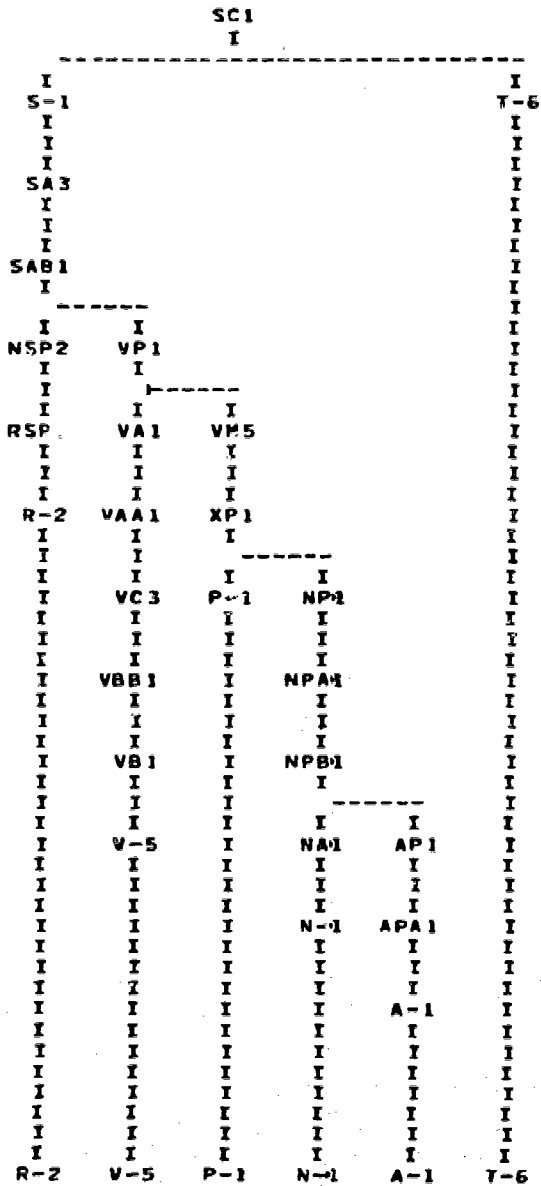 SC1
I
--------------------------------
I I
S-1 T-6
I I
I I
I I
SA3 I
I I
I I
I I
SAB1 I
I I
------ I
I I I
NSP2 VP1 I
I I I
I ------ I
I I I I
RSP VA1 VM5 I
I I I I
I I I I
I I I I
R-2 VAA1 XP1 I
I I I I
I I ------ I
I I I I I
I VC3 P-1 NP1 I
I I I I I
I I I I I
I I I I I
I VBB1 I NPA1 I
I I I I I
I I I I I
I I I I I
I VB1 I NPB1 I
I I I I I
I I I ------ I
I I I I I I
I V-5 I NA1 AP1 I
I I I I I I
I I I I I I
I I I I I I
I I I N-1 APA1 I
I I I I I I
I I I I I I
I I I I I I
I I I I A-1 I
I I I I I I
I I I I I I
I I I I I I
I I I I I I
I I I I I I
I I I I I I
I I I I I I
R-2 V-5 P-1 N-1 A-1 T-6